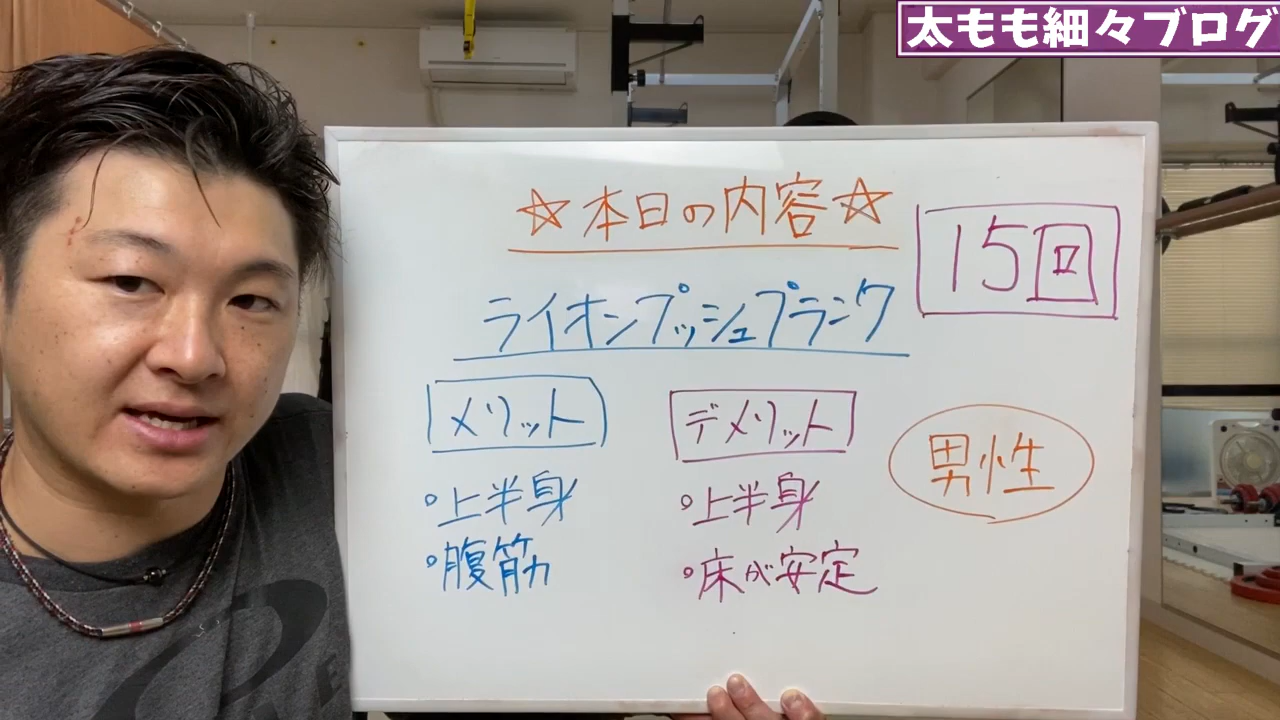 太もも細々ブログ
☆本日の内容☆
15回
ライオンプッシュプランク
メリット
デメリット
男性
・上半身
・腹筋
・上半身
・床が安定